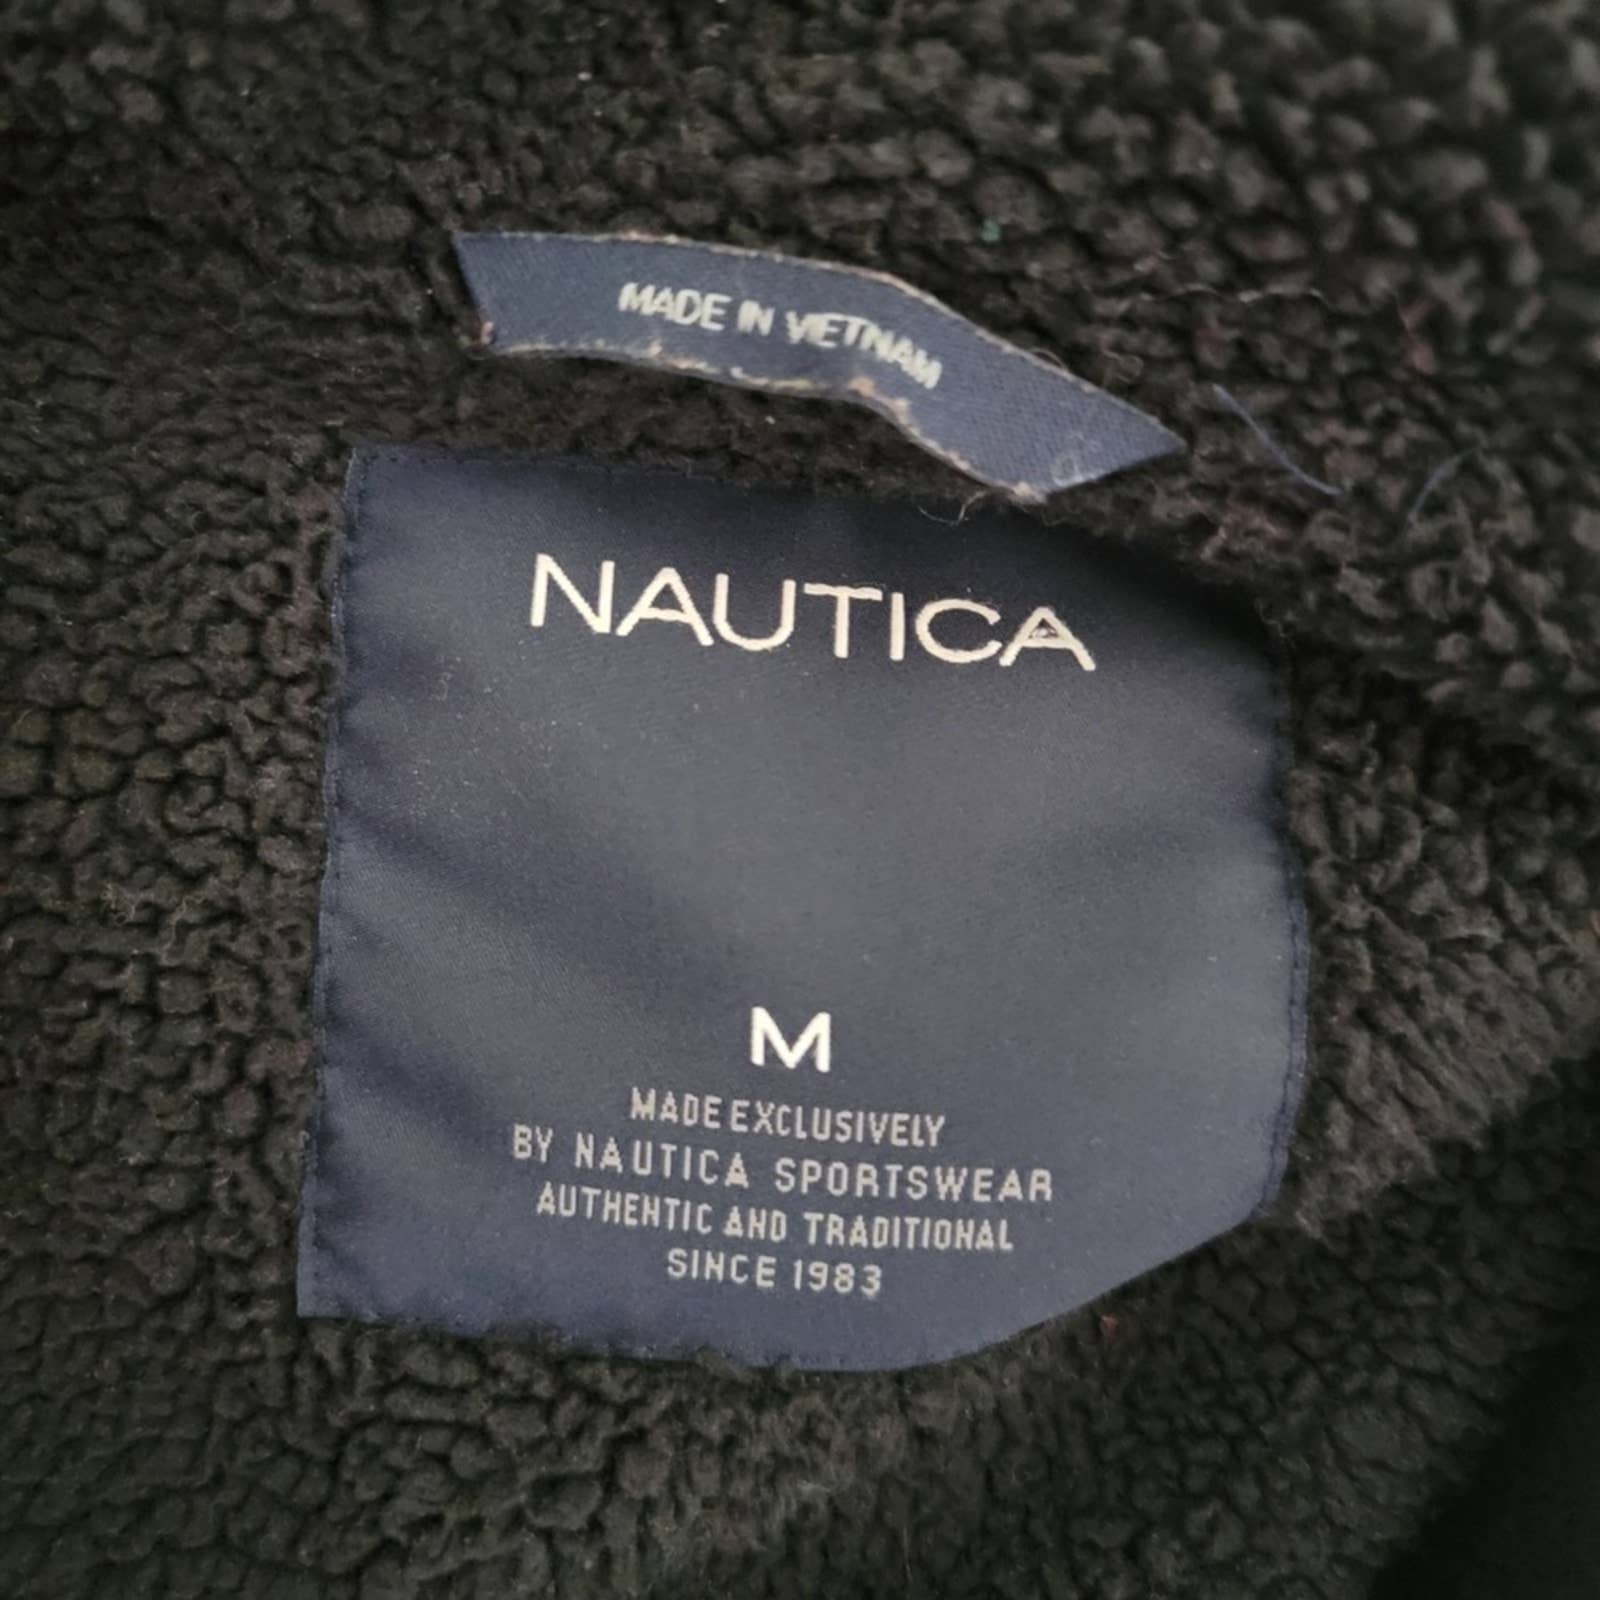 MADE IN VIETNAM
NAUTICA
M
MADE EXCLUSIVELY
BY NAUTICA SPORTSWEAR
AUTHENTIC AND TRADITIONAL
SINCE 1983